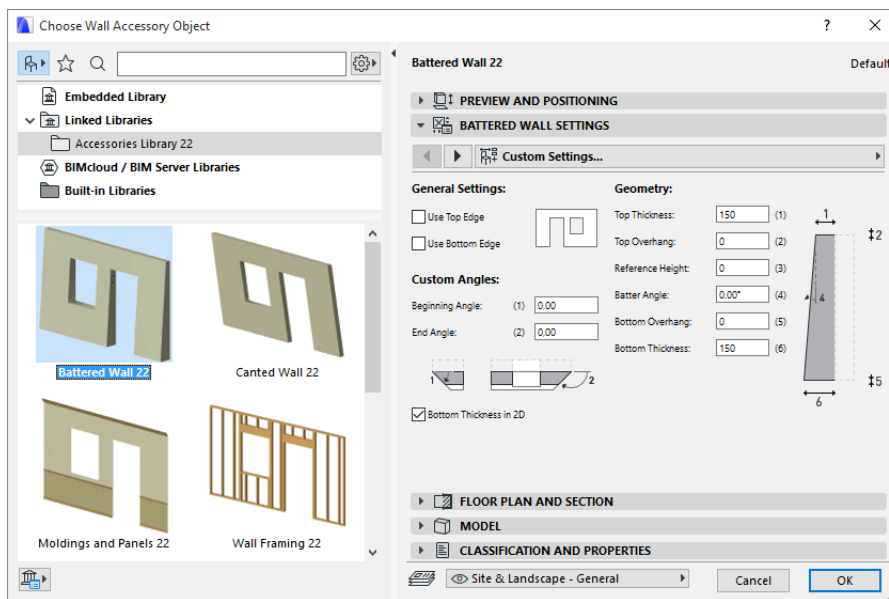 Choose Wall Accessory Object
?
Embedded Library
Linked Libraries
Accessories Library 22
BIMcloud / BIM Server Libraries
Built-in Libraries
Battered Wall 22
Canted Wall 22
Moldings and Panels 22
Wall Framing 22
Battered Wall 22
Default
PREVIEW AND POSITIONING
BATTERED WALL SETTINGS
Custom Settings...
General Settings:
Use Top Edge
Use Bottom Edge
Custom Angles:
Beginning Angle: (1) 0,00
End Angle: (2) 0,00
1 2
Bottom Thickness in 2D
Geometry:
Top Thickness: 150 (1)
Top Overhang: 0 (2)
Reference Height: 0 (3)
Batter Angle: 0,00° (4)
Bottom Overhang: 0 (5)
Bottom Thickness: 150 (6)
1
2
4
5
6
FLOOR PLAN AND SECTION
MODEL
CLASSIFICATION AND PROPERTIES
Site & Landscape - General
Cancel
OK